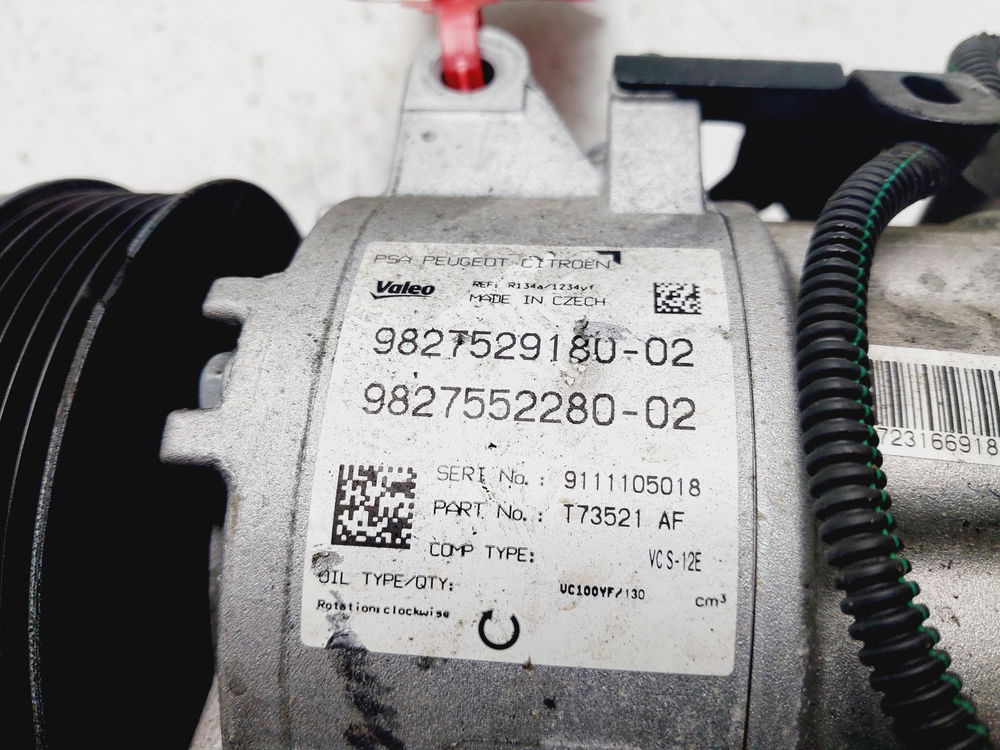 PSA PEUGEOT-CITROËN
Valeo
REF: R134a/1234yf
MADE IN CZECH
9827529180-02
9827552280-02
SERI No.: 9111105018
PART No.: T73521 AF
COMP TYPE: VCS-12E
OIL TYPE/QTY: VC100YF/130 cm³
Rotation:clockwise
723166918